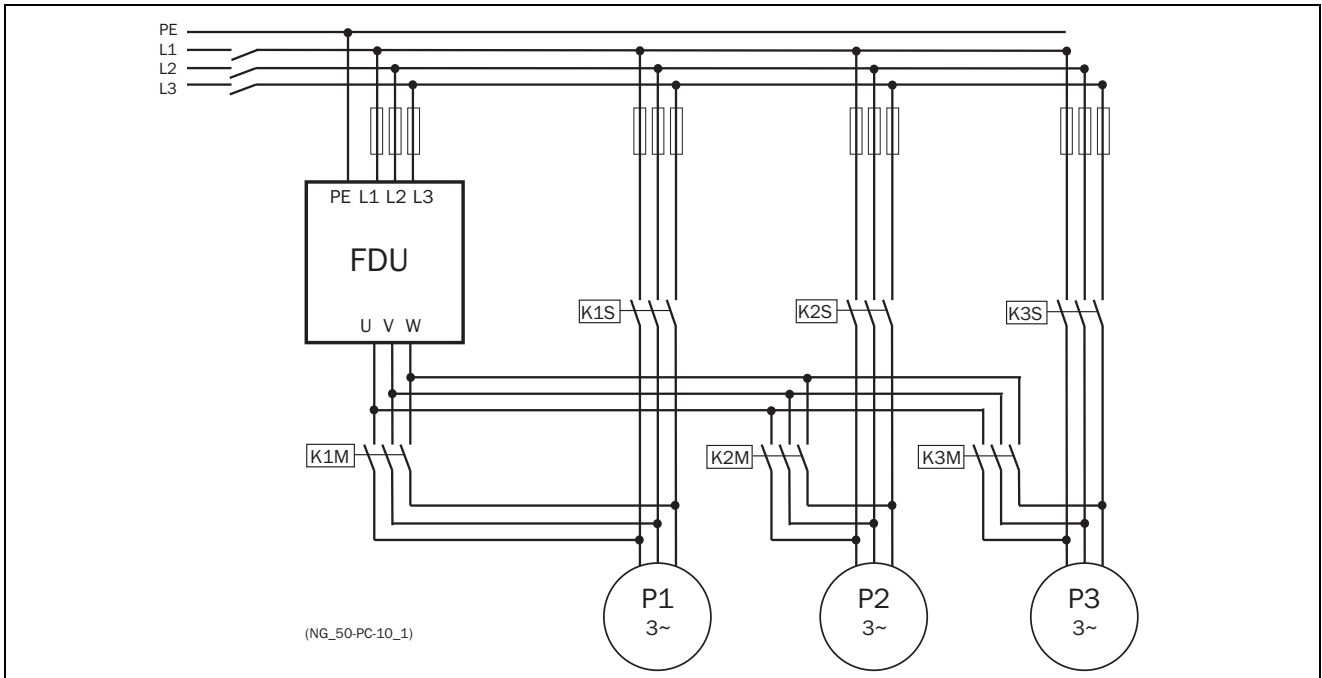 PE
L1
L2
L3
PE L1 L2 L3
FDU
U V W
K1S
K2S
K3S
K1M
K2M
K3M
P1
3~
P2
3~
P3
3~
(NG_50-PC-10_1)